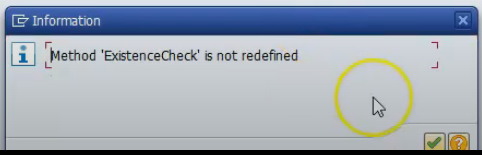 Information
Method 'ExistenceCheck' is not redefined